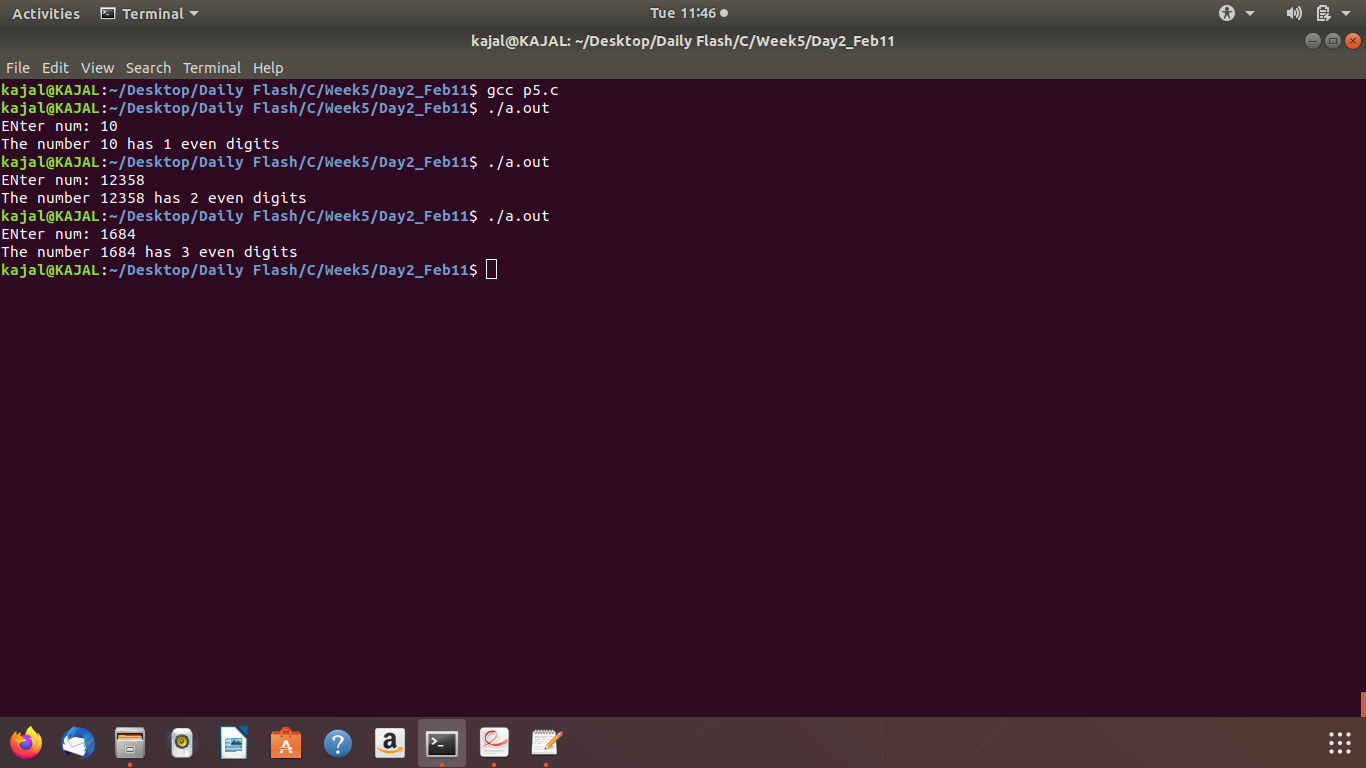 Activities Terminal Tue 11:46
kajal@KAJAL: ~/Desktop/Daily Flash/C/Week5/Day2_Feb11
File Edit View Search Terminal Help
kajal@KAJAL:~/Desktop/Daily Flash/C/Week5/Day2_Feb11$ gcc p5.c
kajal@KAJAL:~/Desktop/Daily Flash/C/Week5/Day2_Feb11$ ./a.out
ENter num: 10
The number 10 has 1 even digits
kajal@KAJAL:~/Desktop/Daily Flash/C/Week5/Day2_Feb11$ ./a.out
ENter num: 12358
The number 12358 has 2 even digits
kajal@KAJAL:~/Desktop/Daily Flash/C/Week5/Day2_Feb11$ ./a.out
ENter num: 1684
The number 1684 has 3 even digits
kajal@KAJAL:~/Desktop/Daily Flash/C/Week5/Day2_Feb11$